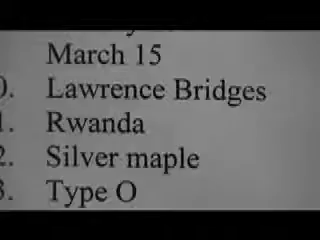 March 15
0. Lawrence Bridges
1. Rwanda
2. Silver maple
3. Type O